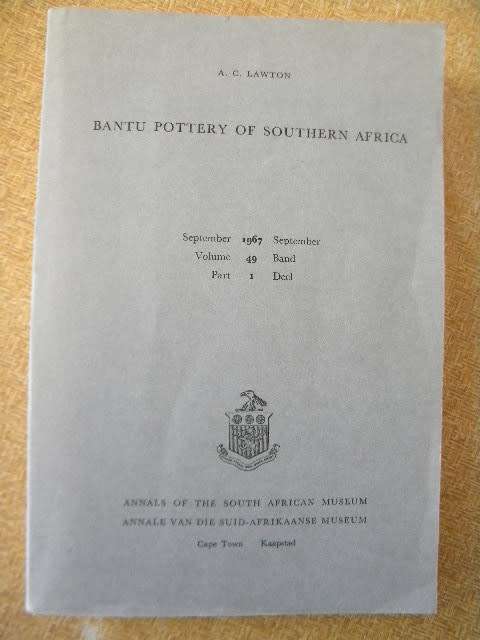 A. C. LAWTON
BANTU POTTERY OF SOUTHERN AFRICA
September 1967 September
Volume 49 Band
Part 1 Deel
ANNALS OF THE SOUTH AFRICAN MUSEUM
ANNALE VAN DIE SUID-AFRIKAANSE MUSEUM
Cape Town Kaapstad